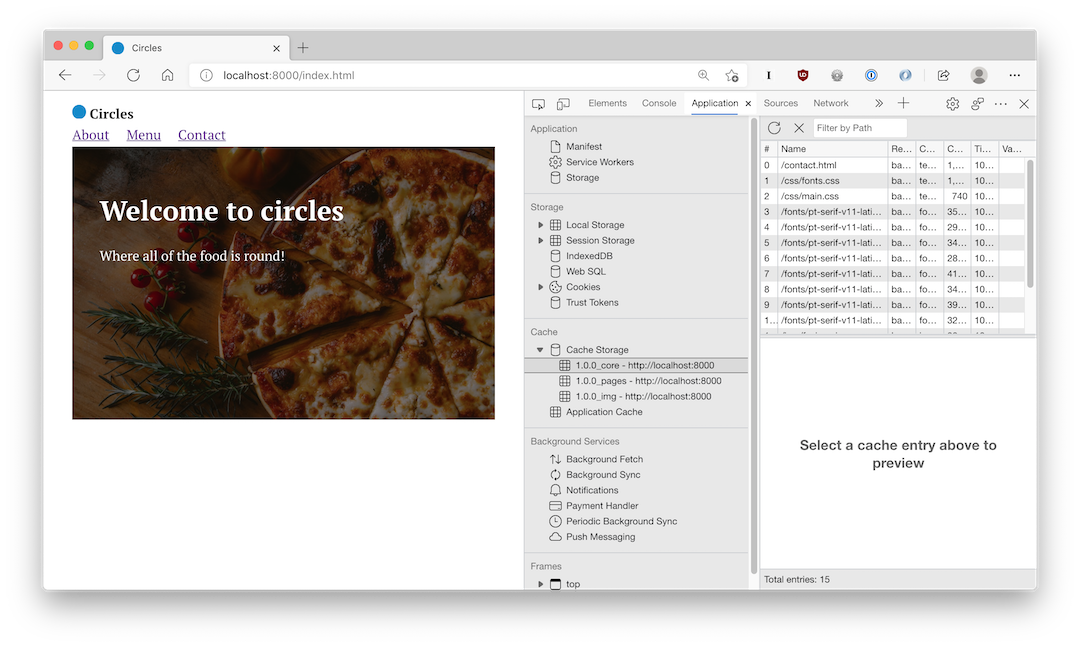 Circles
localhost:8000/index.html
Circles
About Menu Contact
Welcome to circles
Where all of the food is round!
Elements Console Application Sources Network
Application
Manifest
Service Workers
Storage
Storage
Local Storage
Session Storage
IndexedDB
Web SQL
Cookies
Trust Tokens
Cache
Cache Storage
1.0.0_core - http://localhost:8000
1.0.0_pages - http://localhost:8000
1.0.0_img - http://localhost:8000
Application Cache
Background Services
Background Fetch
Background Sync
Notifications
Payment Handler
Periodic Background Sync
Push Messaging
Frames
top
Filter by Path
# Name Re... C... C... Ti... Va...
0 /contact.html ba... te... 1,... 10...
1 /css/fonts.css ba... te... 1,... 10...
2 /css/main.css ba... te... 740 10...
3 /fonts/pt-serif-v11-lati... ba... fo... 35... 10...
4 /fonts/pt-serif-v11-lati... ba... fo... 29... 10...
5 /fonts/pt-serif-v11-lati... ba... fo... 34... 10...
6 /fonts/pt-serif-v11-lati... ba... fo... 28... 10...
7 /fonts/pt-serif-v11-lati... ba... fo... 41... 10...
8 /fonts/pt-serif-v11-lati... ba... fo... 34... 10...
9 /fonts/pt-serif-v11-lati... ba... fo... 39... 10...
1... /fonts/pt-serif-v11-lati... ba... fo... 32... 10...
Select a cache entry above to
preview
Total entries: 15